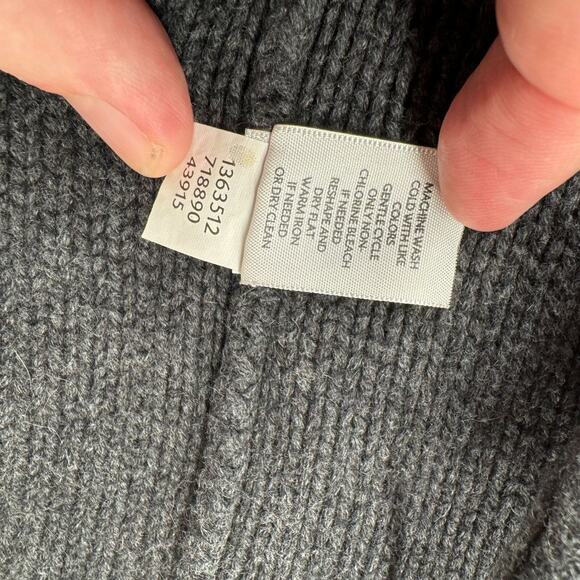 1363512
718890
43915
MACHINE WASH
COLD WITH LIKE
COLORS
GENTLE CYCLE
ONLY NON-
CHLORINE BLEACH
IF NEEDED
RESHAPE AND
DRY FLAT
WARM IRON
IF NEEDED
OR DRY CLEAN